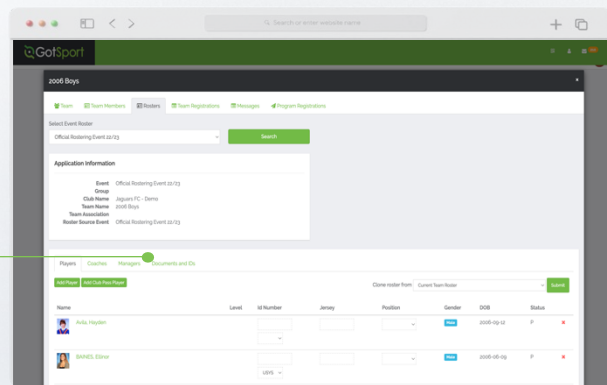 Search or enter website name
GotSport
2006 Boys
Team Team Members Rosters Team Registrations Messages Program Registrations
Select Event Roster
Official Rostering Event 22/23 Search
Application Information
Event Official Rostering Event 22/23
Group
Club Name Jaguars FC - Demo
Team Name 2006 Boys
Team Association
Roster Source Event Official Rostering Event 22/23
Players Coaches Managers Documents and IDs
Add Player Add Club Pass Player Clone roster from Current Team Roster Submit
Name Level Id Number Jersey Position Gender DOB Status
Avila, Hayden 2006-09-12 P
BAINES, Elinor 2006-06-09 P
USYS